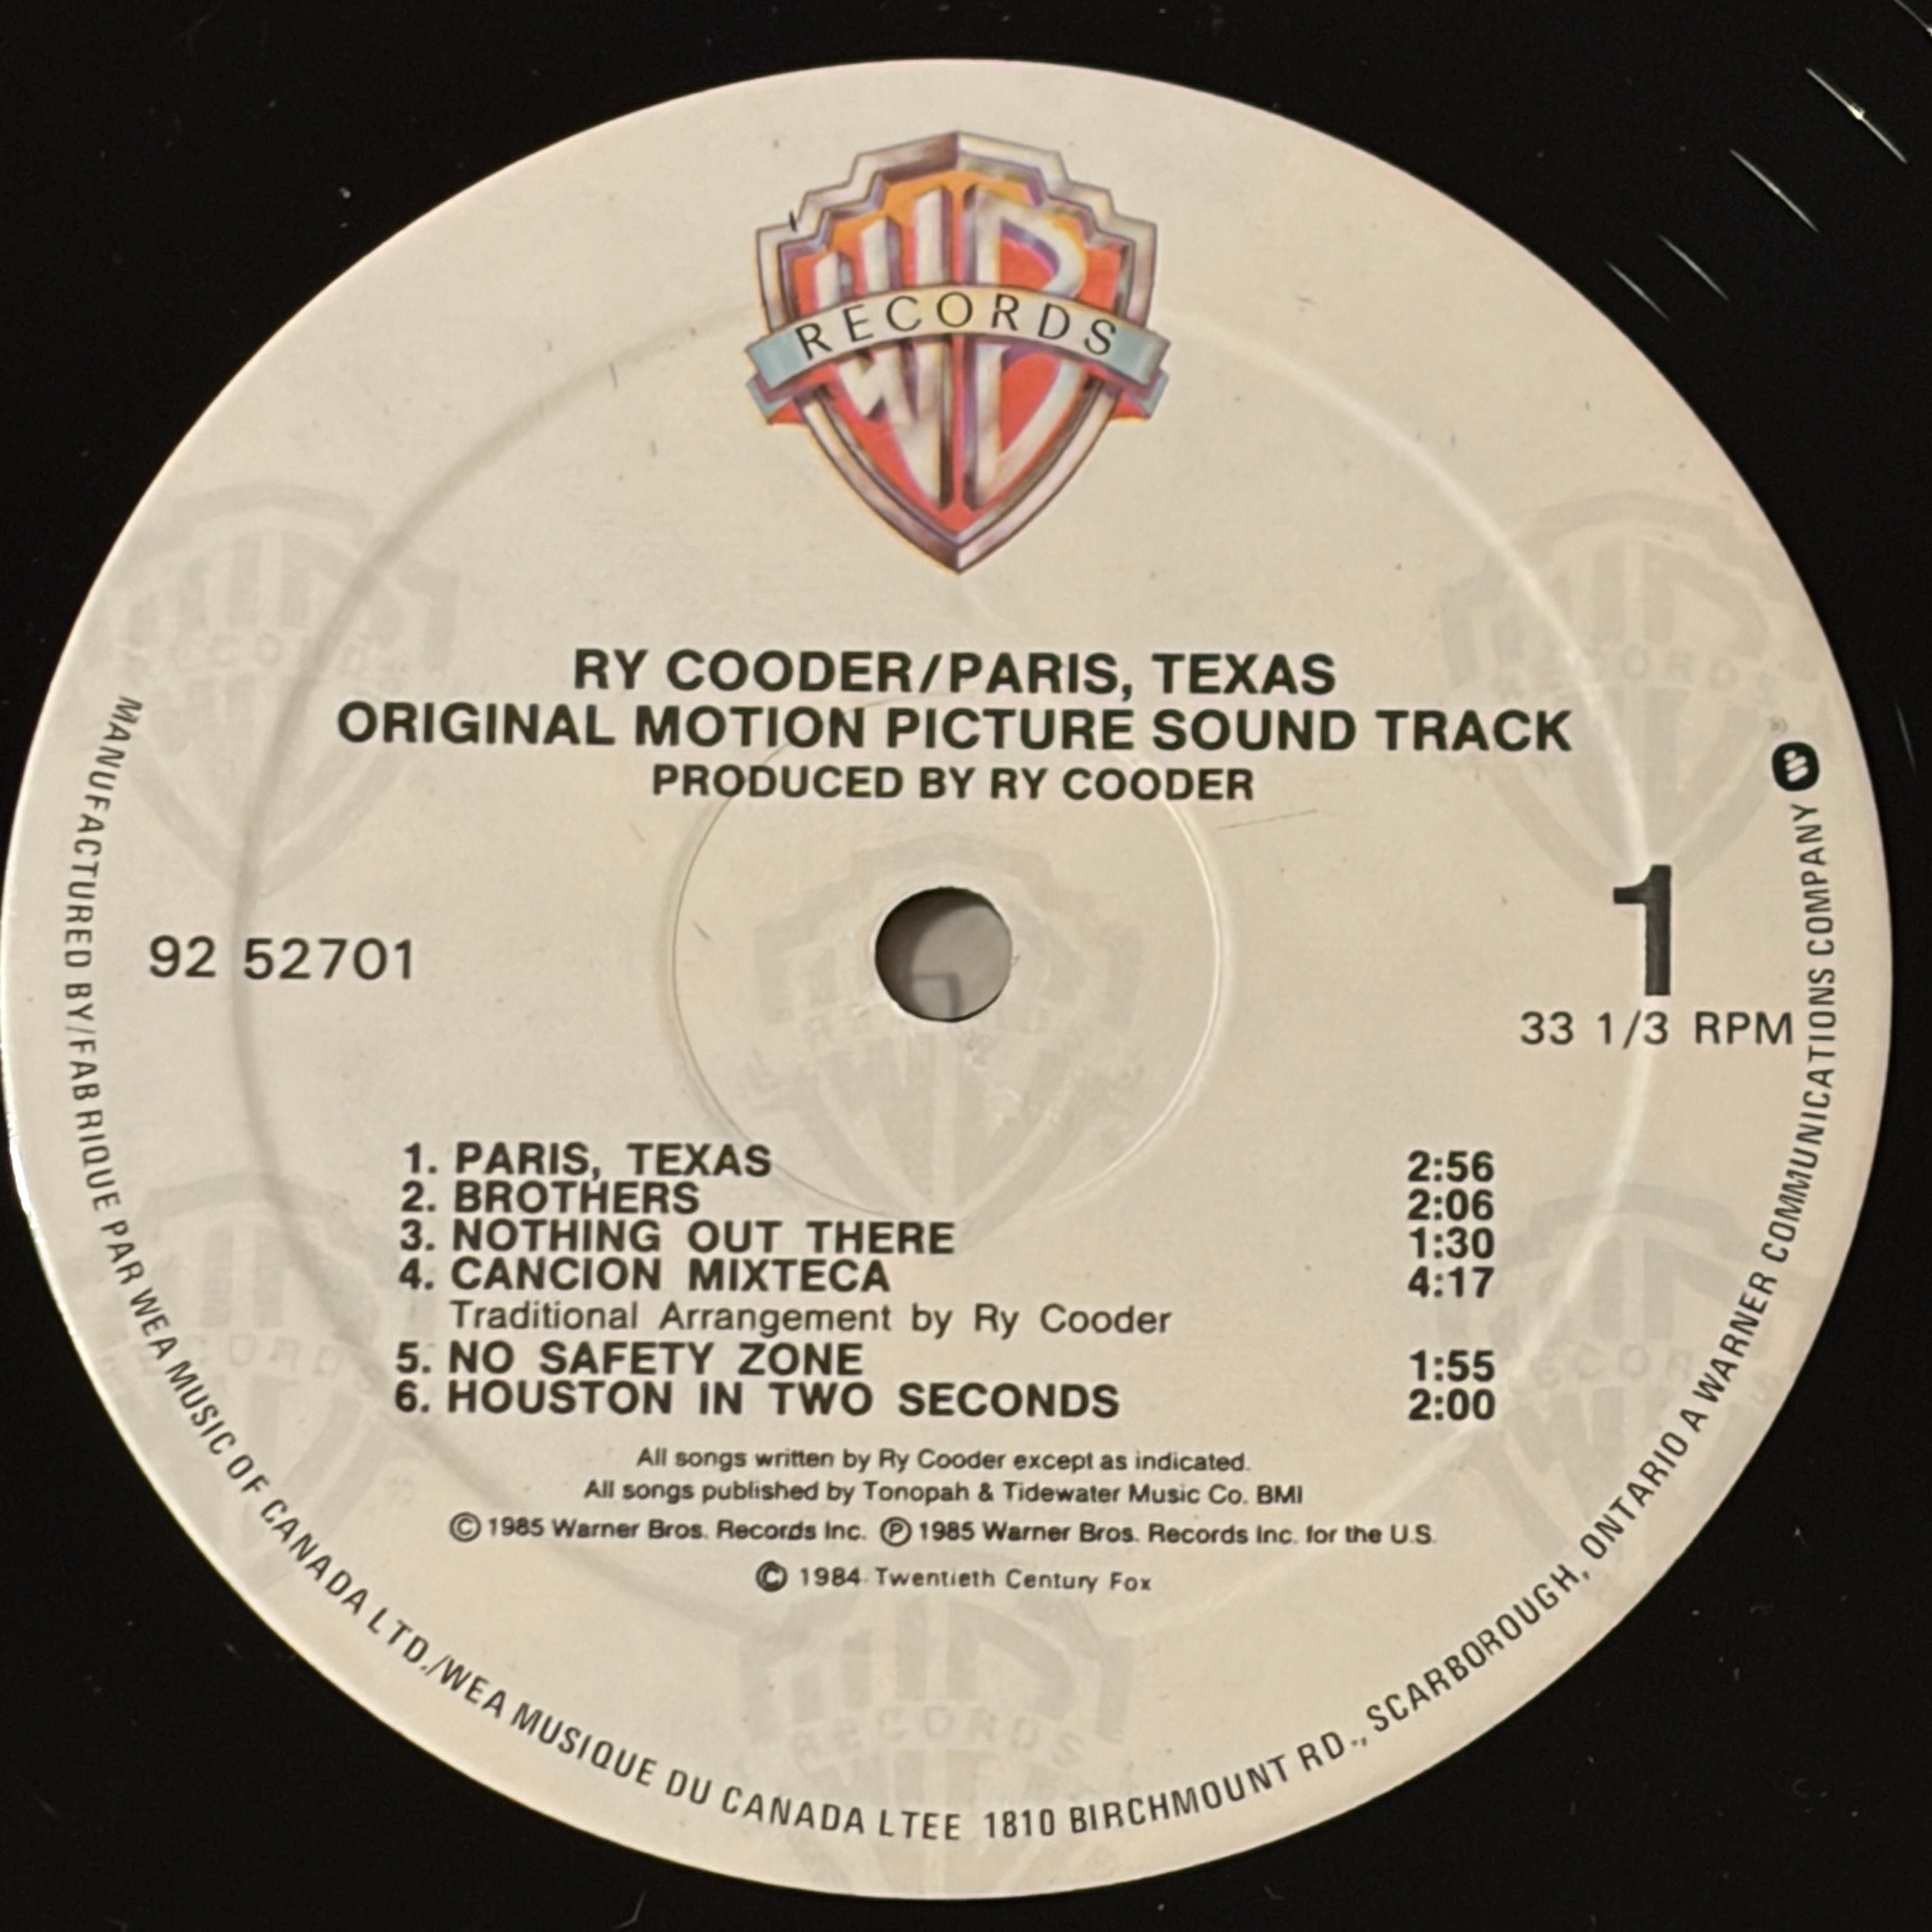 WB
RECORDS
RY COODER/PARIS, TEXAS
ORIGINAL MOTION PICTURE SOUND TRACK
PRODUCED BY RY COODER
92 52701
1
33 1/3 RPM
1. PARIS, TEXAS 2:56
2. BROTHERS 2:06
3. NOTHING OUT THERE 1:30
4. CANCION MIXTECA 4:17
Traditional Arrangement by Ry Cooder
5. NO SAFETY ZONE 1:55
6. HOUSTON IN TWO SECONDS 2:00
All songs written by Ry Cooder except as indicated.
All songs published by Tonopah & Tidewater Music Co. BMI
© 1985 Warner Bros. Records Inc. ℗ 1985 Warner Bros. Records Inc. for the U.S.
© 1984 Twentieth Century Fox
MANUFACTURED BY/FABRIQUE PAR WEA MUSIC OF CANADA LTD./WEA MUSIQUE DU CANADA LTEE 1810 BIRCHMOUNT RD., SCARBOROUGH, ONTARIO A WARNER COMMUNICATIONS COMPANY